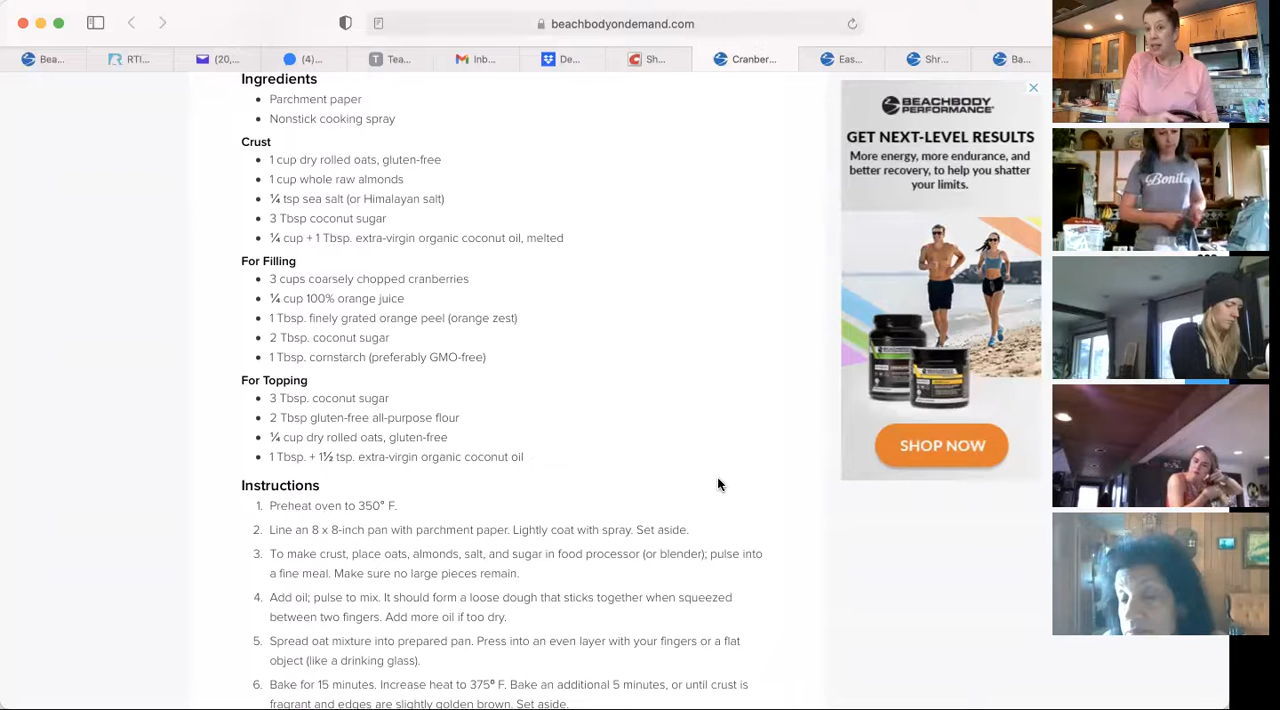 beachbodyondemand.com
Bea...
RTI...
(20,...
(4)...
Tea...
Inb...
De...
Sh...
Cranber...
Eas...
Shr...
Ba...
Ingredients
Parchment paper
Nonstick cooking spray
Crust
1 cup dry rolled oats, gluten-free
1 cup whole raw almonds
¼ tsp sea salt (or Himalayan salt)
3 Tbsp coconut sugar
¼ cup + 1 Tbsp. extra-virgin organic coconut oil, melted
For Filling
3 cups coarsely chopped cranberries
¼ cup 100% orange juice
1 Tbsp. finely grated orange peel (orange zest)
2 Tbsp. coconut sugar
1 Tbsp. cornstarch (preferably GMO-free)
For Topping
3 Tbsp. coconut sugar
2 Tbsp gluten-free all-purpose flour
¼ cup dry rolled oats, gluten-free
1 Tbsp. + 1½ tsp. extra-virgin organic coconut oil
Instructions
1. Preheat oven to 350° F.
2. Line an 8 x 8-inch pan with parchment paper. Lightly coat with spray. Set aside.
3. To make crust, place oats, almonds, salt, and sugar in food processor (or blender); pulse into
a fine meal. Make sure no large pieces remain.
4. Add oil; pulse to mix. It should form a loose dough that sticks together when squeezed
between two fingers. Add more oil if too dry.
5. Spread oat mixture into prepared pan. Press into an even layer with your fingers or a flat
object (like a drinking glass).
6. Bake for 15 minutes. Increase heat to 375° F. Bake an additional 5 minutes, or until crust is
fragrant and edges are slightly golden brown. Set aside.
BEACHBODY
PERFORMANCE
GET NEXT-LEVEL RESULTS
More energy, more endurance, and
better recovery, to help you shatter
your limits.
SHOP NOW
Bonita